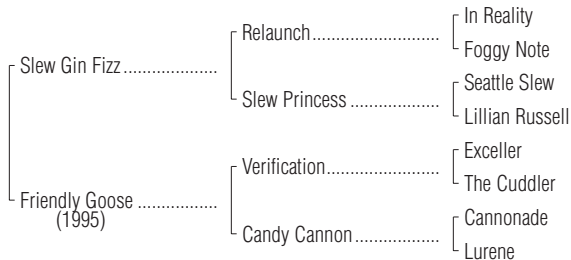 In Reality
Relaunch
Foggy Note
Slew Gin Fizz
Seattle Slew
Slew Princess
Lillian Russell
Exceller
Verification
The Cuddler
Friendly Goose
(1995)
Cannonade
Candy Cannon
Lurene